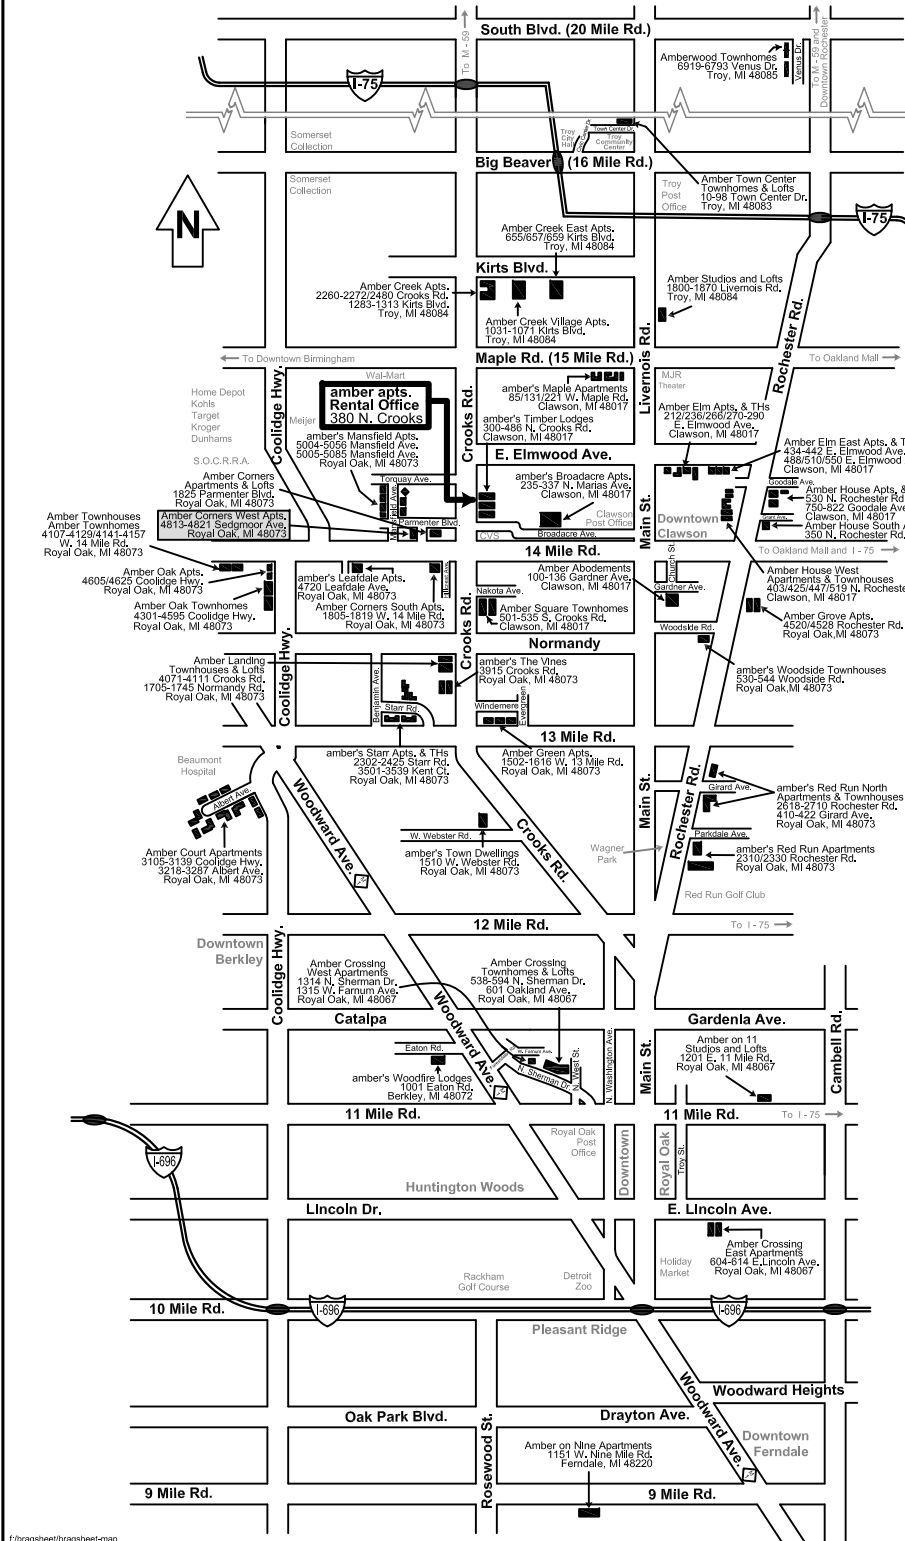 South Blvd. (20 Mile Rd.)
To M - 59
To M - 59 and
Downtown Rochester
Amberwood Townhomes
6919-6793 Venus Dr.
Troy, MI 48085
Venus Dr.
I-75
Somerset
Collection
Troy
City
Hall
Civic Center Dr.
Town Center Dr.
Troy
Community
Center
Big Beaver (16 Mile Rd.)
Somerset
Collection
Troy
Post
Office
Amber Town Center
Townhomes & Lofts
10-98 Town Center Dr.
Troy, MI 48083
N
I-75
Amber Creek East Apts.
655/657/659 Kirts Blvd.
Troy, MI 48084
Kirts Blvd.
Amber Creek Apts.
2260-2272/2480 Crooks Rd.
1283-1313 Kirts Blvd.
Troy, MI 48084
Amber Creek Village Apts.
1031-1071 Kirts Blvd.
Troy, MI 48084
Amber Studios and Lofts
1800-1870 Livernois Rd.
Troy, MI 48084
Livernois Rd.
Rochester Rd.
To Downtown Birmingham
Maple Rd. (15 Mile Rd.)
To Oakland Mall
Wal-Mart
Home Depot
Kohls
Target
Kroger
Dunhams
S.O.C.R.R.A.
Coolidge Hwy.
Meijer
amber apts.
Rental Office
380 N. Crooks
Crooks Rd.
amber's Maple Apartments
85/131/221 W. Maple Rd.
Clawson, MI 48017
MJR
Theater
amber's Timber Lodges
300-486 N. Crooks Rd.
Clawson, MI 48017
Amber Elm Apts. & THs
212/236/266/270-290
E. Elmwood Ave.
Clawson, MI 48017
amber's Mansfield Apts.
5004-5056 Mansfield Ave.
5005-5085 Mansfield Ave.
Royal Oak, MI 48073
E. Elmwood Ave.
Amber Elm East Apts. & T
434-442 E. Elmwood Ave.
488/510/550 E. Elmwood
Clawson, MI 48017
Amber Corners
Apartments & Lofts
1825 Parmenter Blvd.
Royal Oak, MI 48073
Torquay Ave.
Mansfield Ave.
Parmenter Blvd.
amber's Broadacre Apts.
235-337 N. Marias Ave.
Clawson, MI 48017
Clawson
Post Office
Main St.
Goodale Ave.
Amber House Apts. &
530 N. Rochester Rd
750-822 Goodale Ave
Clawson, MI 48017
Grant Ave.
Amber House South A
350 N. Rochester Rd.
Downtown
Clawson
Amber Townhouses
Amber Townhomes
4107-4129/4141-4157
W. 14 Mile Rd.
Royal Oak, MI 48073
Amber Corners West Apts.
4813-4821 Sedgmoor Ave.
Royal Oak, MI 48073
CVS
Broadacre Ave.
14 Mile Rd.
To Oakland Mall and I - 75
Church St.
Amber Oak Apts.
4605/4625 Coolidge Hwy.
Royal Oak, MI 48073
Amber Oak Townhomes
4301-4595 Coolidge Hwy.
Royal Oak, MI 48073
amber's Leafdale Apts.
4720 Leafdale Ave.
Royal Oak, MI 48073
Amber Corners South Apts.
1805-1819 W. 14 Mile Rd.
Royal Oak, MI 48073
Nakota Ave.
Amber Abodements
100-136 Gardner Ave.
Clawson, MI 48017
Gardner Ave.
Amber Square Townhomes
501-535 S. Crooks Rd.
Clawson, MI 48017
Amber House West
Apartments & Townhouses
403/425/447/519 N. Rocheste
Clawson, MI 48017
Amber Grove Apts.
4520/4528 Rochester Rd.
Royal Oak,MI 48073
Woodside Rd.
Coolidge Hwy.
Crooks Rd.
Normandy
Amber Landing
Townhouses & Lofts
4071-4111 Crooks Rd.
1705-1745 Normandy Rd.
Royal Oak, MI 48073
Benjamin Ave.
Starr Rd.
amber's The Vines
3915 Crooks Rd.
Royal Oak, MI 48073
Windemere
Evergreen
amber's Woodside Townhouses
530-544 Woodside Rd.
Royal Oak,MI 48073
13 Mile Rd.
Beaumont
Hospital
amber's Starr Apts. & THs
2302-2425 Starr Rd.
3501-3539 Kent Ct.
Royal Oak, MI 48073
Amber Green Apts.
1502-1616 W. 13 Mile Rd.
Royal Oak, MI 48073
Albert Ave.
Woodward Ave.
Crooks Rd.
Main St.
Rochester Rd.
Girard Ave.
amber's Red Run North
Apartments & Townhouses
2618-2710 Rochester Rd.
410-422 Girard Ave.
Royal Oak, MI 48073
Parkdale Ave.
Amber Court Apartments
3105-3139 Coolidge Hwy.
3218-3287 Albert Ave.
Royal Oak, MI 48073
W. Webster Rd.
amber's Town Dwellings
1510 W. Webster Rd.
Royal Oak, MI 48073
Wagner
Park
amber's Red Run Apartments
2310/2330 Rochester Rd.
Royal Oak, MI 48073
Red Run Golf Club
12 Mile Rd.
To I - 75
Downtown
Berkley
Coolidge Hwy.
Amber Crossing
West Apartments
1314 N. Sherman Dr.
1315 W. Farnum Ave.
Royal Oak, MI 48067
Amber Crossing
Townhomes & Lofts
538-594 N. Sherman Dr.
601 Oakland Ave.
Royal Oak, MI 48067
Woodward Ave.
Catalpa
Gardenia Ave.
Cambell Rd.
Eaton Rd.
W. Farnum Ave.
N. Sherman Dr.
N. West St.
N. Washington Ave.
Main St.
Amber on 11
Studios and Lofts
1201 E. 11 Mile Rd.
Royal Oak, MI 48067
amber's Woodfire Lodges
1001 Eaton Rd.
Berkley, MI 48072
11 Mile Rd.
11 Mile Rd.
To I - 75
I-696
Royal Oak
Post
Office
Downtown
Royal Oak
Troy St.
Huntington Woods
Lincoln Dr.
E. Lincoln Ave.
Rackham
Golf Course
Detroit
Zoo
Holiday
Market
Amber Crossing
East Apartments
604-614 E.Lincoln Ave.
Royal Oak, MI 48067
10 Mile Rd.
I-696
I-696
Pleasant Ridge
Woodward Ave.
Woodward Heights
Rosewood St.
Oak Park Blvd.
Drayton Ave.
Downtown
Ferndale
Amber on Nine Apartments
1151 W. Nine Mile Rd.
Ferndale, MI 48220
9 Mile Rd.
9 Mile Rd.
f:/bragsheet/bragsheet-map